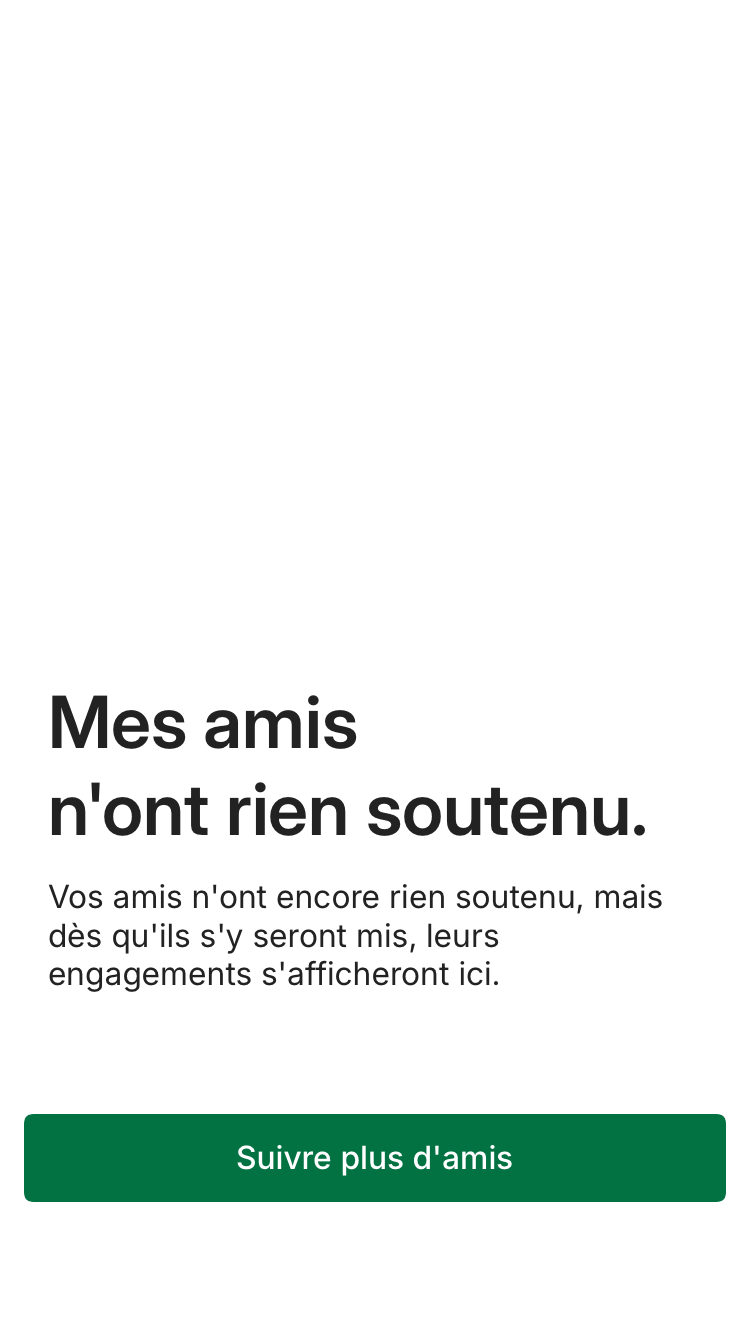 Mes amis
n'ont rien soutenu.
Vos amis n'ont encore rien soutenu, mais
dès qu'ils s'y seront mis, leurs
engagements s'afficheront ici.
Suivre plus d'amis